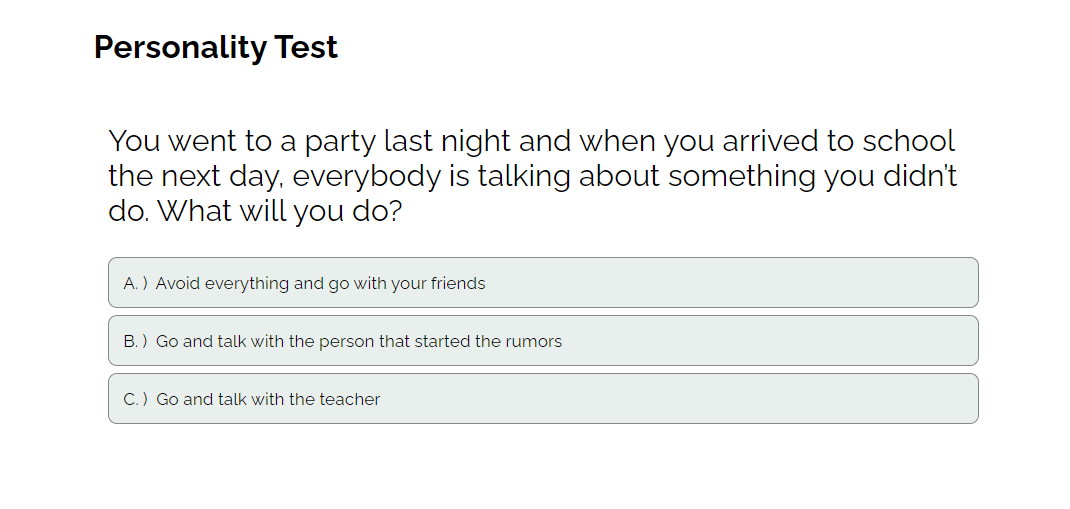 Personality Test
You went to a party last night and when you arrived to school
the next day, everybody is talking about something you didn't
do. What will you do?
A. ) Avoid everything and go with your friends
B. ) Go and talk with the person that started the rumors
C. ) Go and talk with the teacher